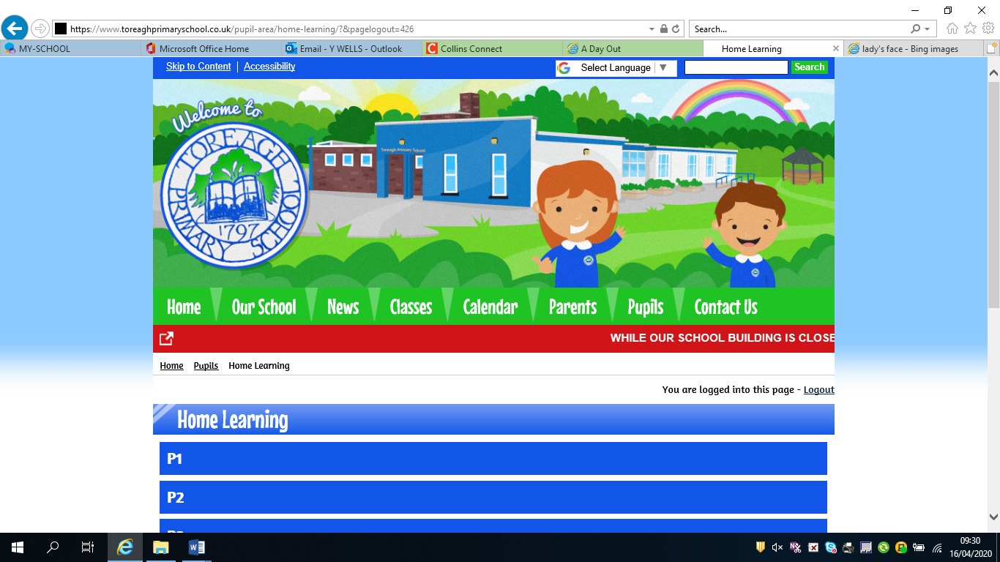 https://www.toreaghprimaryschool.co.uk/pupil-area/home-learning/?&pagelogout=426
Search...
MY-SCHOOL
Microsoft Office Home
Email - Y WELLS - Outlook
Collins Connect
A Day Out
Home Learning
lady's face - Bing images
Skip to Content
Accessibility
Select Language
Search
Welcome to
TOREAGH PRIMARY SCHOOL
1797
Toreagh Primary School
Home
Our School
News
Classes
Calendar
Parents
Pupils
Contact Us
WHILE OUR SCHOOL BUILDING IS CLOSE
Home
Pupils
Home Learning
You are logged into this page - Logout
Home Learning
P1
P2
09:30
16/04/2020